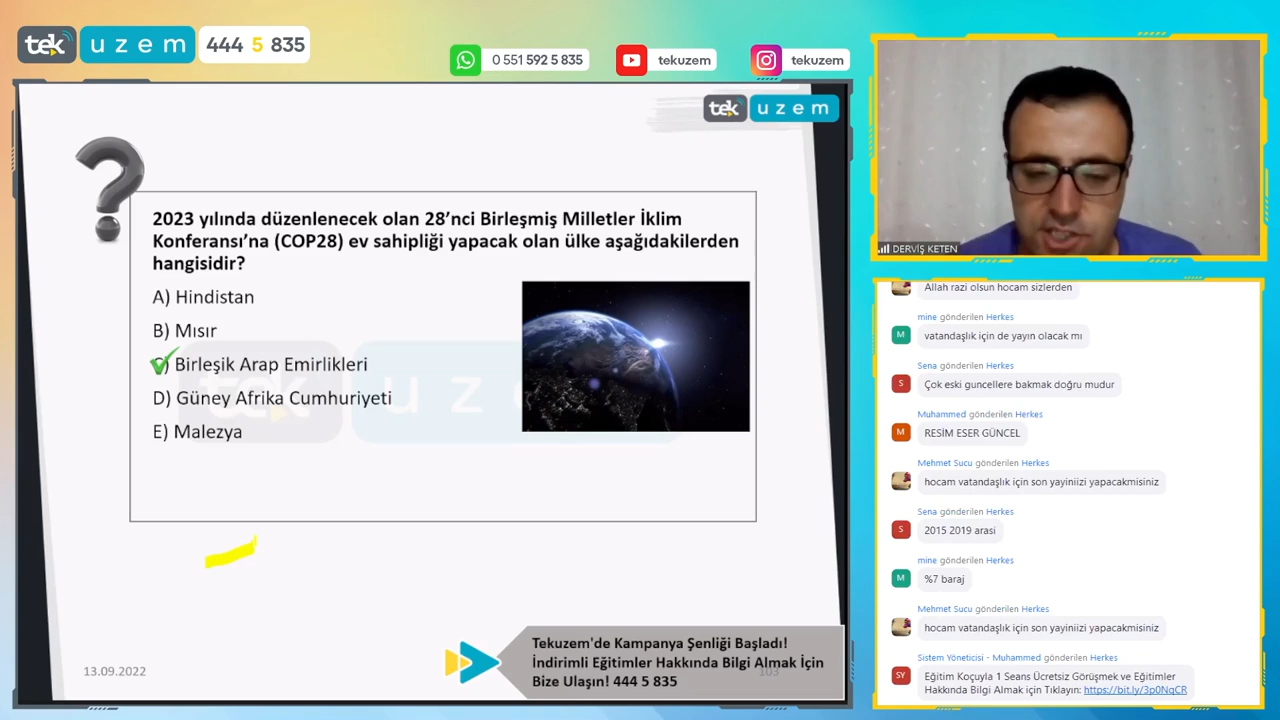 tek uzem 444 5 835
0 551 592 5 835
tekuzem
tekuzem
tek uzem
2023 yılında düzenlenecek olan 28’nci Birleşmiş Milletler İklim
Konferansı’na (COP28) ev sahipliği yapacak olan ülke aşağıdakilerden
hangisidir?
A) Hindistan
B) Mısır
C) Birleşik Arap Emirlikleri
D) Güney Afrika Cumhuriyeti
E) Malezya
tek uze
13.09.2022
103
Tekuzem'de Kampanya Şenliği Başladı!
İndirimli Eğitimler Hakkında Bilgi Almak İçin
Bize Ulaşın! 444 5 835
DERVİŞ KETEN
Allah razi olsun hocam sizlerden
mine gönderilen Herkes
M
vatandaşlık için de yayın olacak mı
Sena gönderilen Herkes
S
Çok eski guncellere bakmak doğru mudur
Muhammed gönderilen Herkes
M
RESİM ESER GÜNCEL
Mehmet Sucu gönderilen Herkes
hocam vatandaşlık için son yayiniizi yapacakmisiniz
Sena gönderilen Herkes
S
2015 2019 arasi
mine gönderilen Herkes
M
%7 baraj
Mehmet Sucu gönderilen Herkes
hocam vatandaşlık için son yayiniizi yapacakmisiniz
Sistem Yöneticisi - Muhammed gönderilen Herkes
SY
Eğitim Koçuyla 1 Seans Ücretsiz Görüşmek ve Eğitimler
Hakkında Bilgi Almak için Tıklayın: https://bit.ly/3p0NqCR